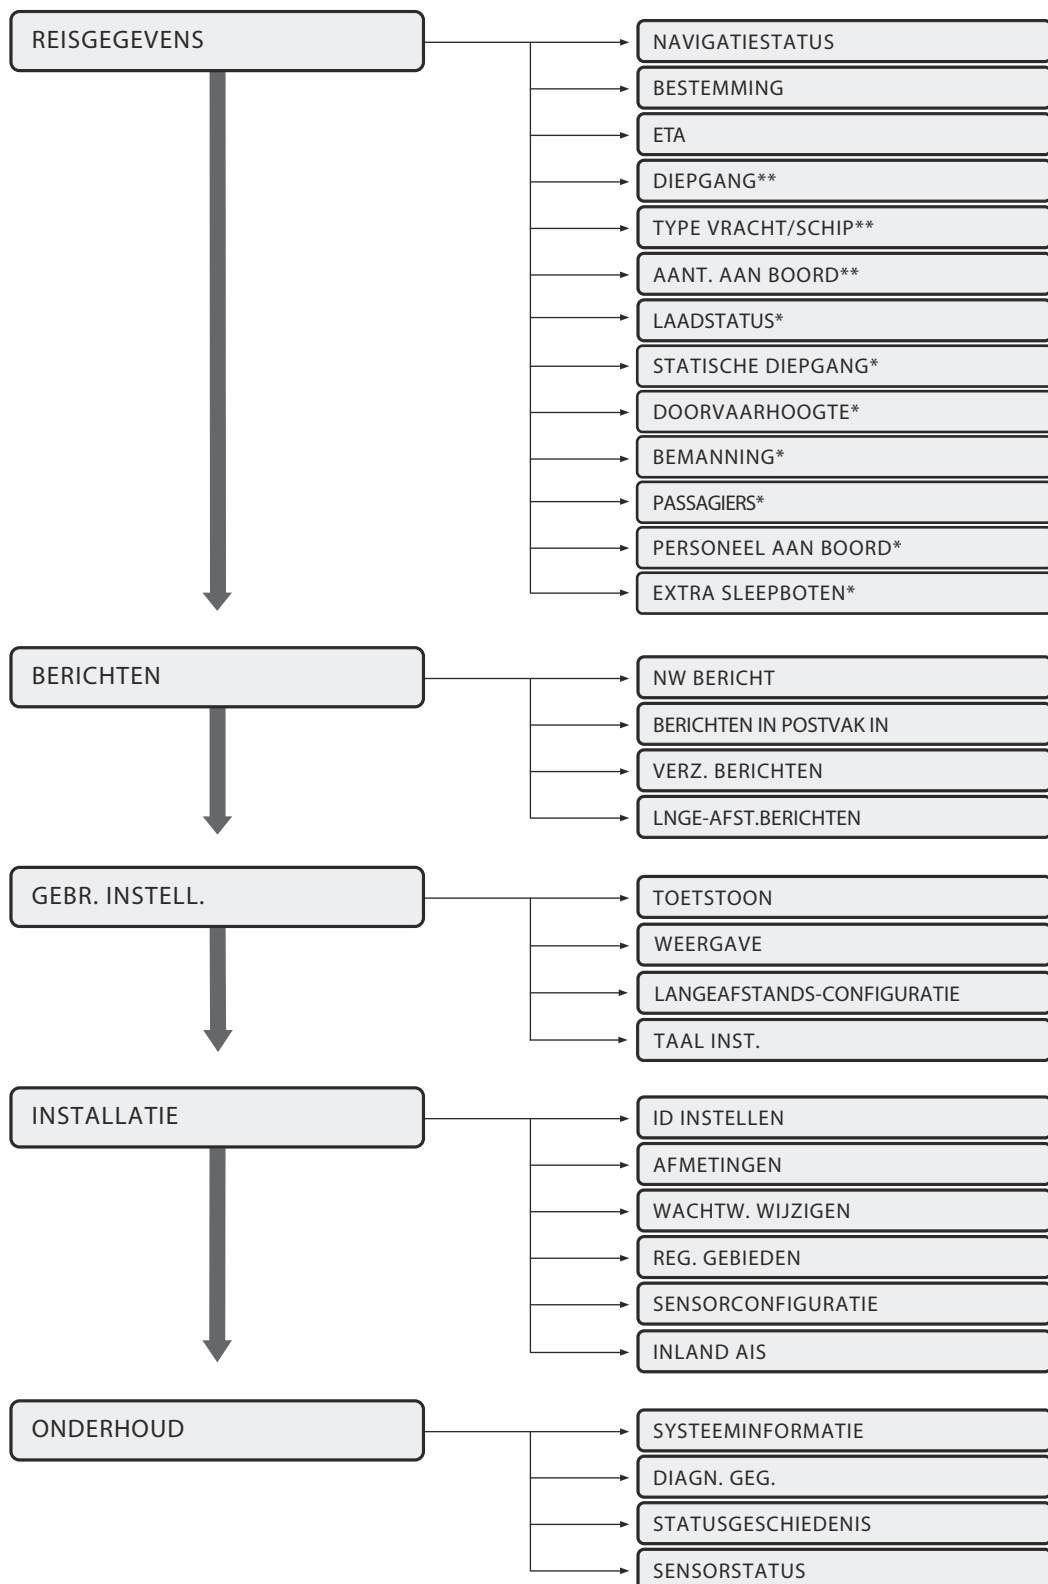 REISGEGEVENS
NAVIGATIESTATUS
BESTEMMING
ETA
DIEPGANG**
TYPE VRACHT/SCHIP**
AANT. AAN BOORD**
LAADSTATUS*
STATISCHE DIEPGANG*
DOORVAARHOOGTE*
BEMANNING*
PASSAGIERS*
PERSONEEL AAN BOORD*
EXTRA SLEEPBOTEN*
BERICHTEN
NW BERICHT
BERICHTEN IN POSTVAK IN
VERZ. BERICHTEN
LNGE-AFST.BERICHTEN
GEBR. INSTELL.
TOETSTOON
WEERGAVE
LANGEAFSTANDS-CONFIGURATIE
TAAL INST.
INSTALLATIE
ID INSTELLEN
AFMETINGEN
WACHTW. WIJZIGEN
REG. GEBIEDEN
SENSORCONFIGURATIE
INLAND AIS
ONDERHOUD
SYSTEEMINFORMATIE
DIAGN. GEG.
STATUSGESCHIEDENIS
SENSORSTATUS